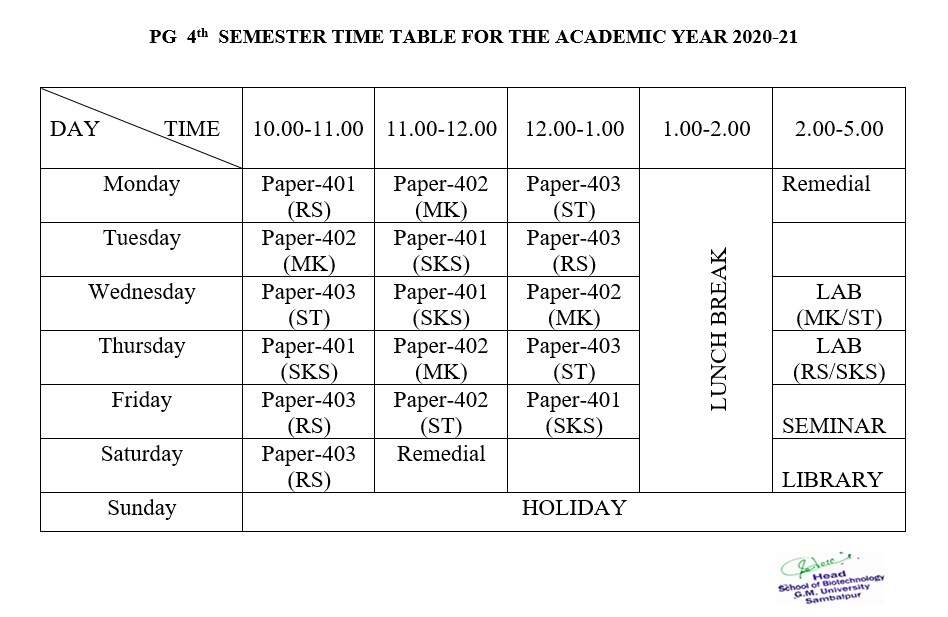 PG 4th SEMESTER TIME TABLE FOR THE ACADEMIC YEAR 2020-21
DAY TIME 10.00-11.00 11.00-12.00 12.00-1.00 1.00-2.00 2.00-5.00
Monday Paper-401 Paper-402 Paper-403 Remedial
(RS) (MK) (ST)
Tuesday Paper-402 Paper-401 Paper-403
(MK) (SKS) (RS)
Wednesday Paper-403 Paper-401 Paper-402 LAB
(ST) (SKS) (MK) (MK/ST)
Thursday Paper-401 Paper-402 Paper-403 LAB
(SKS) (MK) (ST) (RS/SKS)
Friday Paper-403 Paper-402 Paper-401
(RS) (ST) (SKS) SEMINAR
Saturday Paper-403 Remedial
(RS) LIBRARY
LUNCH BREAK
Sunday HOLIDAY
Head
School of Biotechnology
G.M. University
Sambalpur